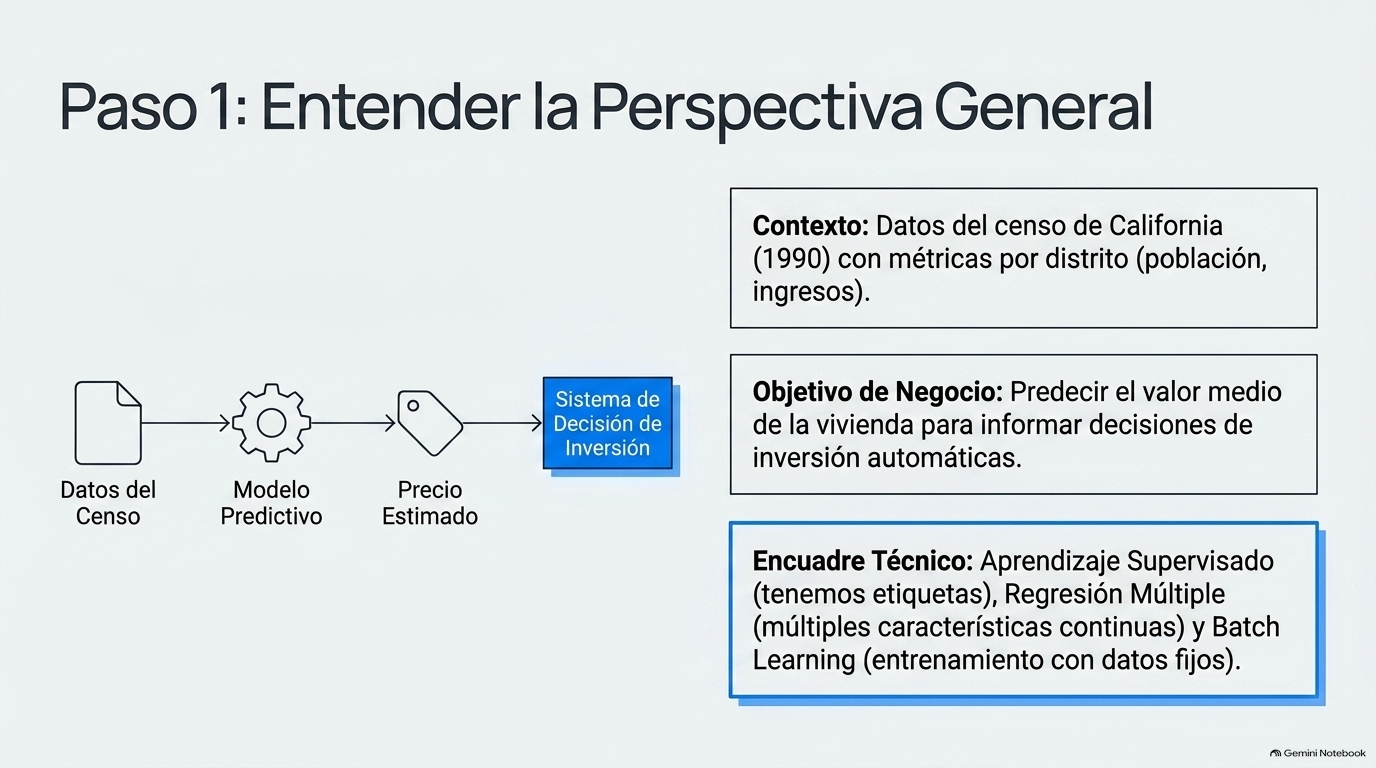 Paso 1: Entender la Perspectiva General
Datos del
Censo
Modelo
Predictivo
Precio
Estimado
Sistema de
Decisión de
Inversión
Contexto: Datos del censo de California
(1990) con métricas por distrito (población,
ingresos).
Objetivo de Negocio: Predecir el valor medio
de la vivienda para informar decisiones de
inversión automáticas.
Encuadre Técnico: Aprendizaje Supervisado
(tenemos etiquetas), Regresión Múltiple
(múltiples características continuas) y Batch
Learning (entrenamiento con datos fijos).
Gemini Notebook